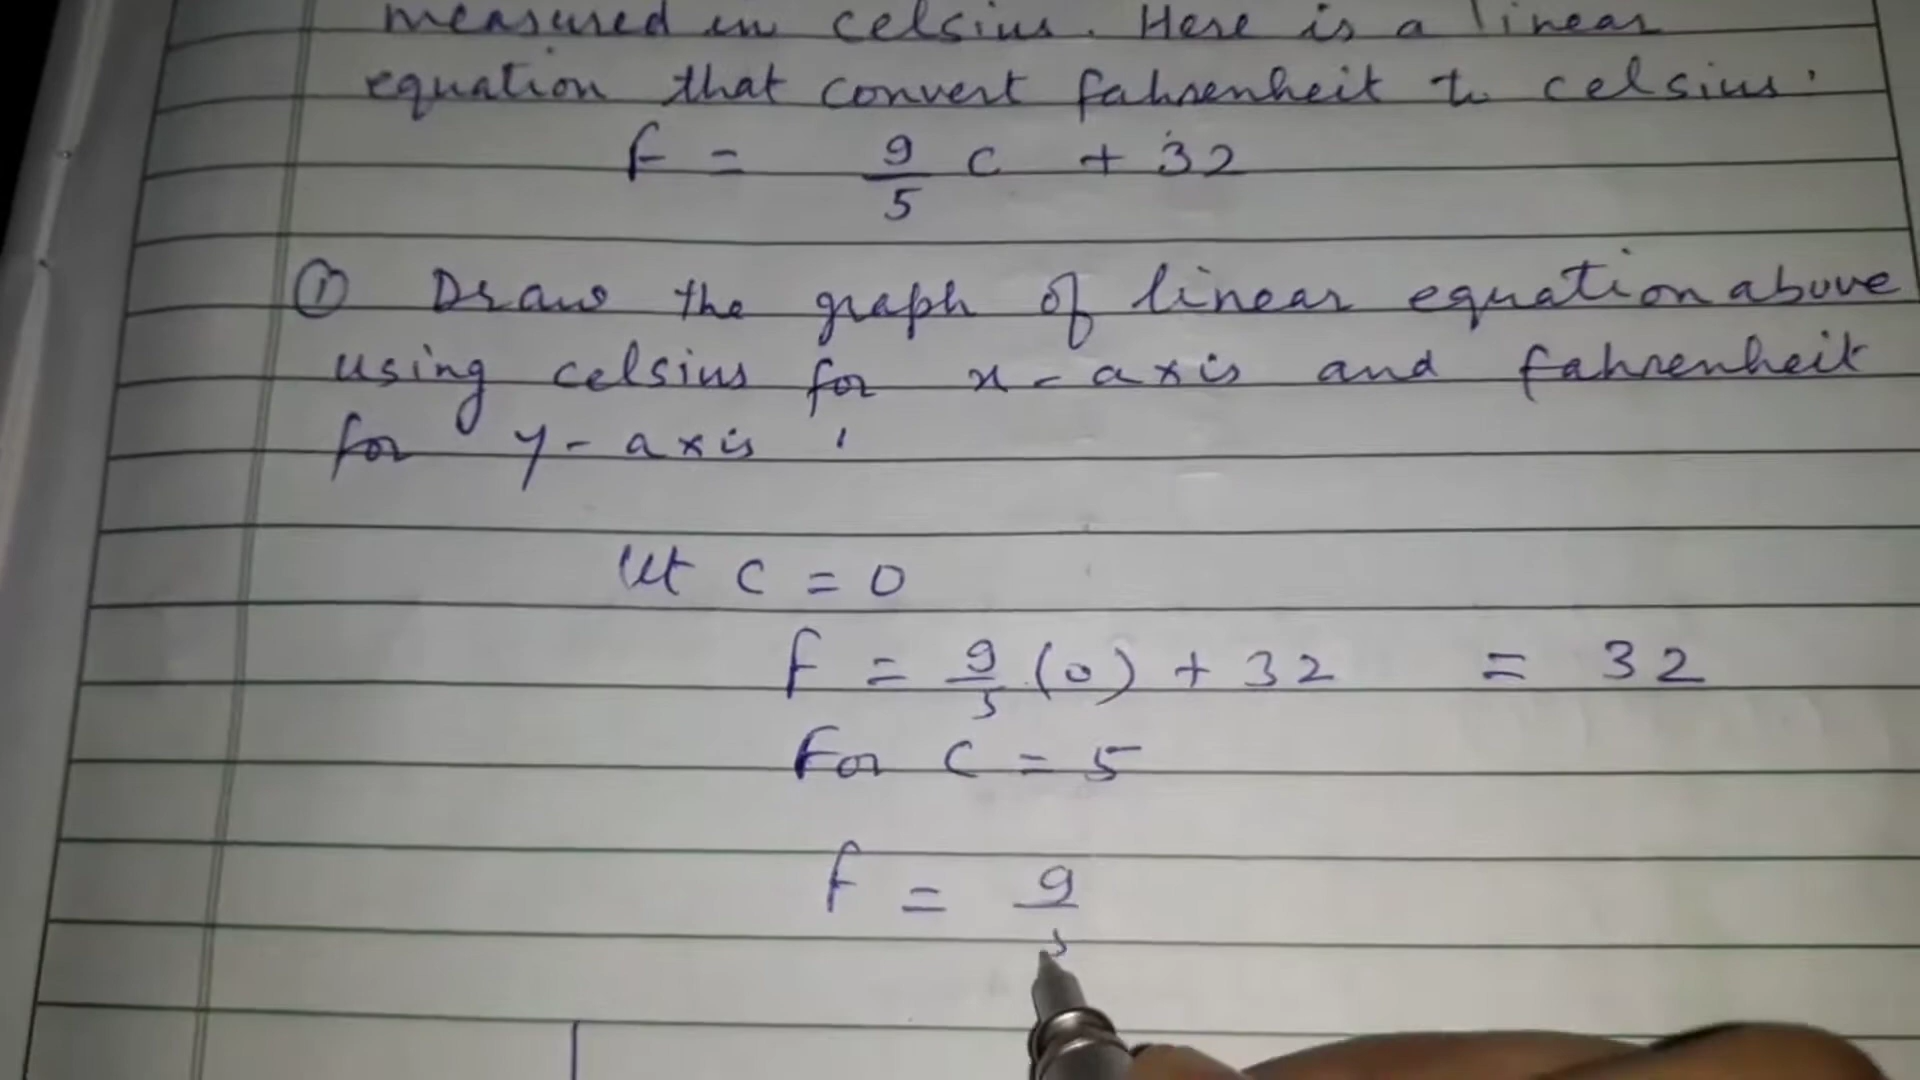 measured in celsius. Here is a linear
equation that convert fahrenheit to celsius:
F = 9/5 C + 32
① Draw the graph of linear equation above
using celsius for x-axis and fahrenheit
for y-axis.
let C = 0
F = 9/5 (0) + 32 = 32
For C = 5
F = 9/5